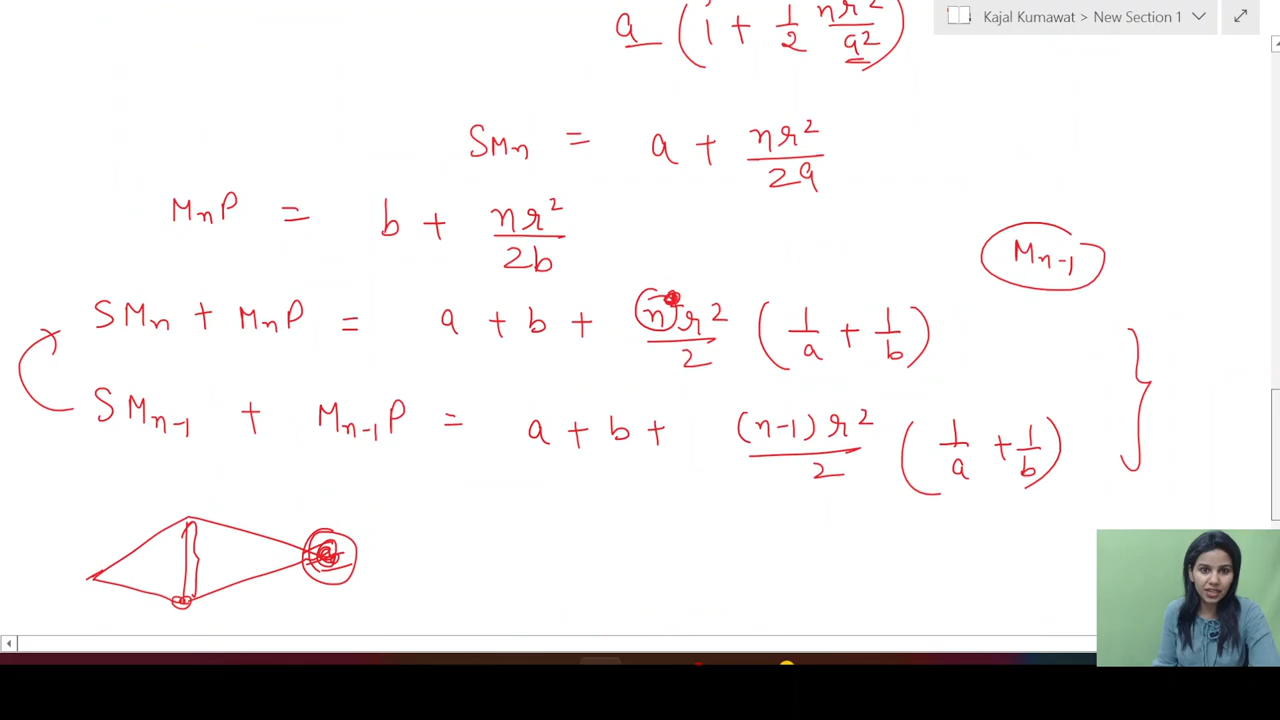 Kajal Kumawat > New Section 1
a (1 + 1/2 nr²/a²)
SMn = a + nr²/2a
MnP = b + nr²/2b
Mn-1
SMn + MnP = a + b + nr²/2 (1/a + 1/b)
SMn-1 + Mn-1P = a + b + (n-1)r²/2 (1/a + 1/b)